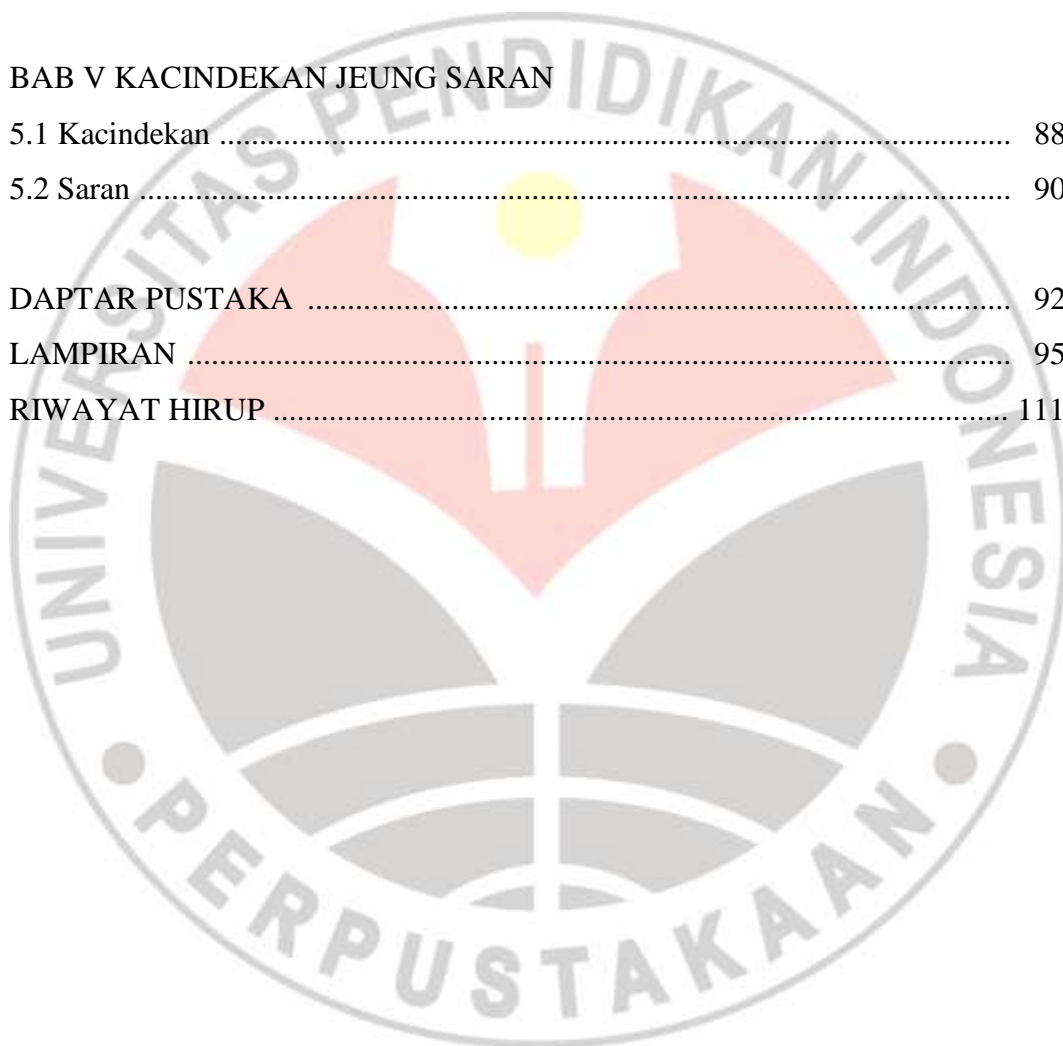 BAB V KACINDEKAN JEUNG SARAN
5.1 Kacindekan .................................................................................................... 88
5.2 Saran .............................................................................................................. 90
DAPTAR PUSTAKA ......................................................................................... 92
LAMPIRAN ........................................................................................................ 95
RIWAYAT HIRUP ............................................................................................. 111
UNIVERSITAS PENDIDIKAN INDONESIA
PERPUSTAKAAN